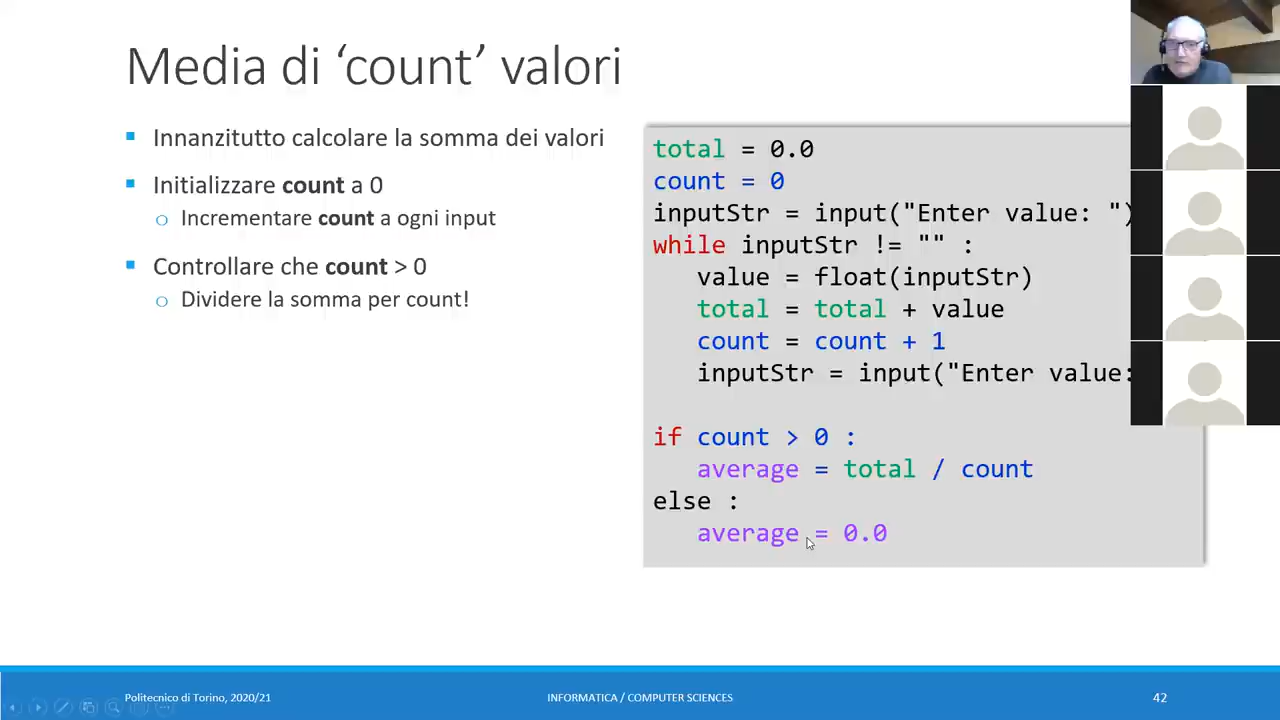 Media di ‘count’ valori
Innanzitutto calcolare la somma dei valori
Initializzare count a 0
Incrementare count a ogni input
Controllare che count > 0
Dividere la somma per count!
total = 0.0
count = 0
inputStr = input("Enter value: ")
while inputStr != "" :
value = float(inputStr)
total = total + value
count = count + 1
inputStr = input("Enter value:
if count > 0 :
average = total / count
else :
average = 0.0
Politecnico di Torino, 2020/21
INFORMATICA / COMPUTER SCIENCES
42